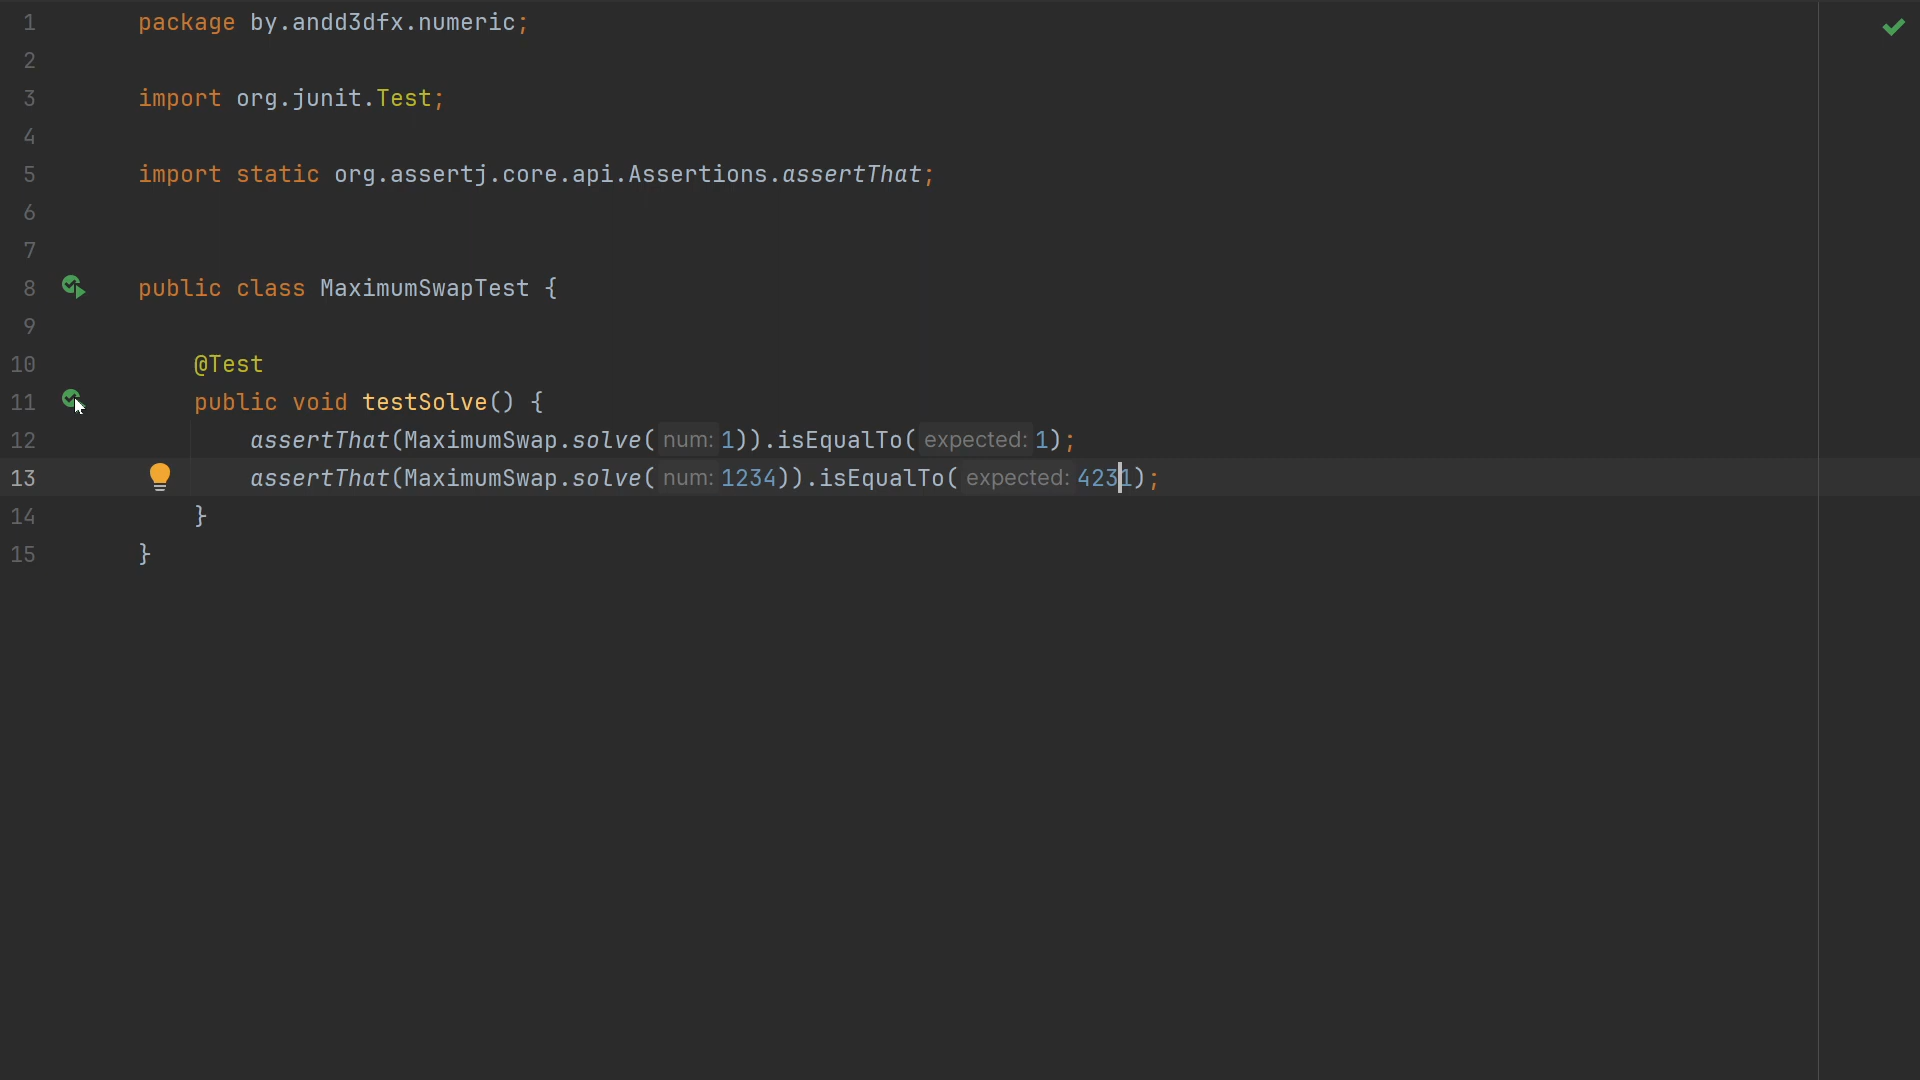 1 package by.andd3dfx.numeric;
2
3 import org.junit.Test;
4
5 import static org.assertj.core.api.Assertions.assertThat;
6
7
8 public class MaximumSwapTest {
9
10 @Test
11 public void testSolve() {
12 assertThat(MaximumSwap.solve( num: 1)).isEqualTo( expected: 1);
13 assertThat(MaximumSwap.solve( num: 1234)).isEqualTo( expected: 4231);
14 }
15 }